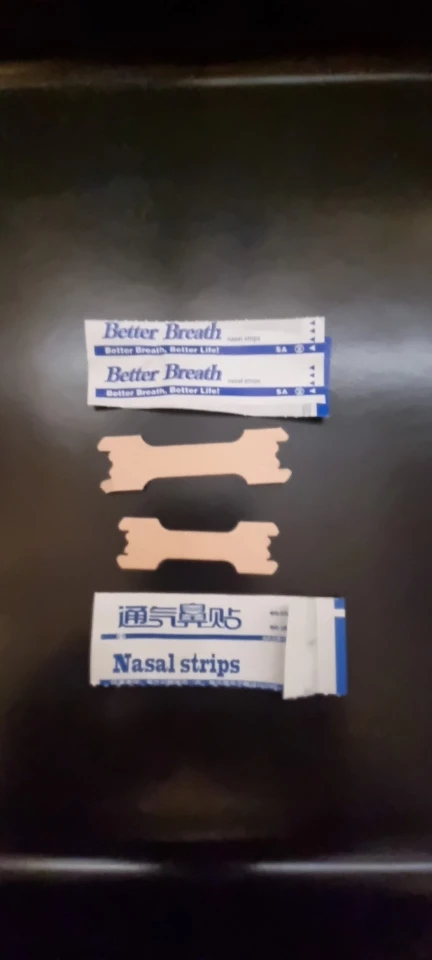 Better Breath nasal strips
Better Breath, Better Life! SA
Better Breath nasal strips
Better Breath, Better Life! SA
通气鼻贴
Nasal strips